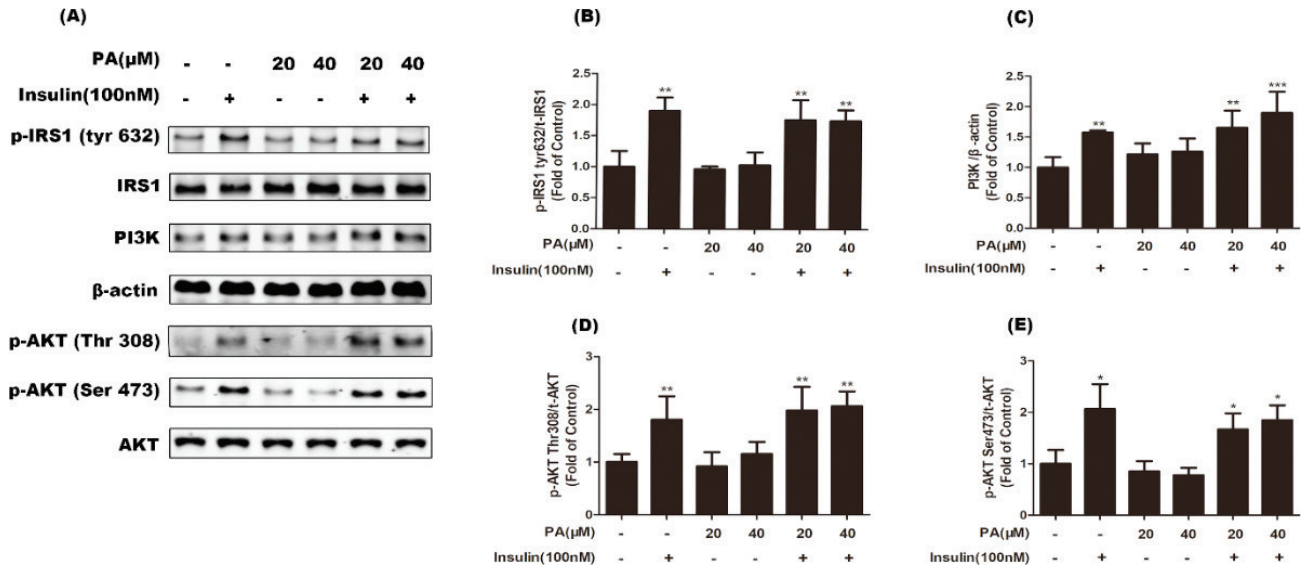 (A)
PA(μM) - - 20 40 20 40
Insulin(100nM) - + - - + +
p-IRS1 (tyr 632)
IRS1
PI3K
β-actin
p-AKT (Thr 308)
p-AKT (Ser 473)
AKT
(B)
p-IRS1 tyr632/t-IRS1
(Fold of Control)
2.5
2.0
1.5
1.0
0.5
0.0
** ** **
PA(μM) - - 20 40 20 40
Insulin(100nM) - + - - + +
(C)
PI3K /β -actin
(Fold of Control)
2.5
2.0
1.5
1.0
0.5
0.0
** ** ***
PA(μM) - - 20 40 20 40
Insulin(100nM) - + - - + +
(D)
p-AKT Thr308/t-AKT
(Fold of Control)
3
2
1
0
** ** **
PA(μM) - - 20 40 20 40
Insulin(100nM) - + - - + +
(E)
p-AKT Ser473/t-AKT
(Fold of Control)
3
2
1
0
* * *
PA(μM) - - 20 40 20 40
Insulin(100nM) - + - - + +